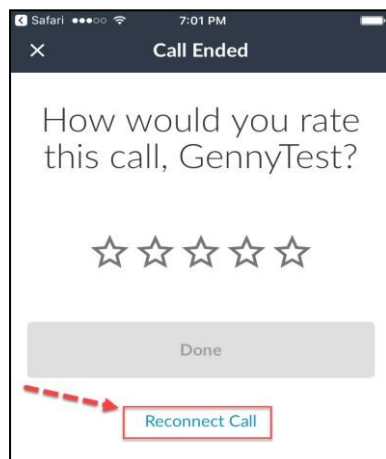 Safari 7:01 PM
Call Ended
How would you rate
this call, GennyTest?
Done
Reconnect Call